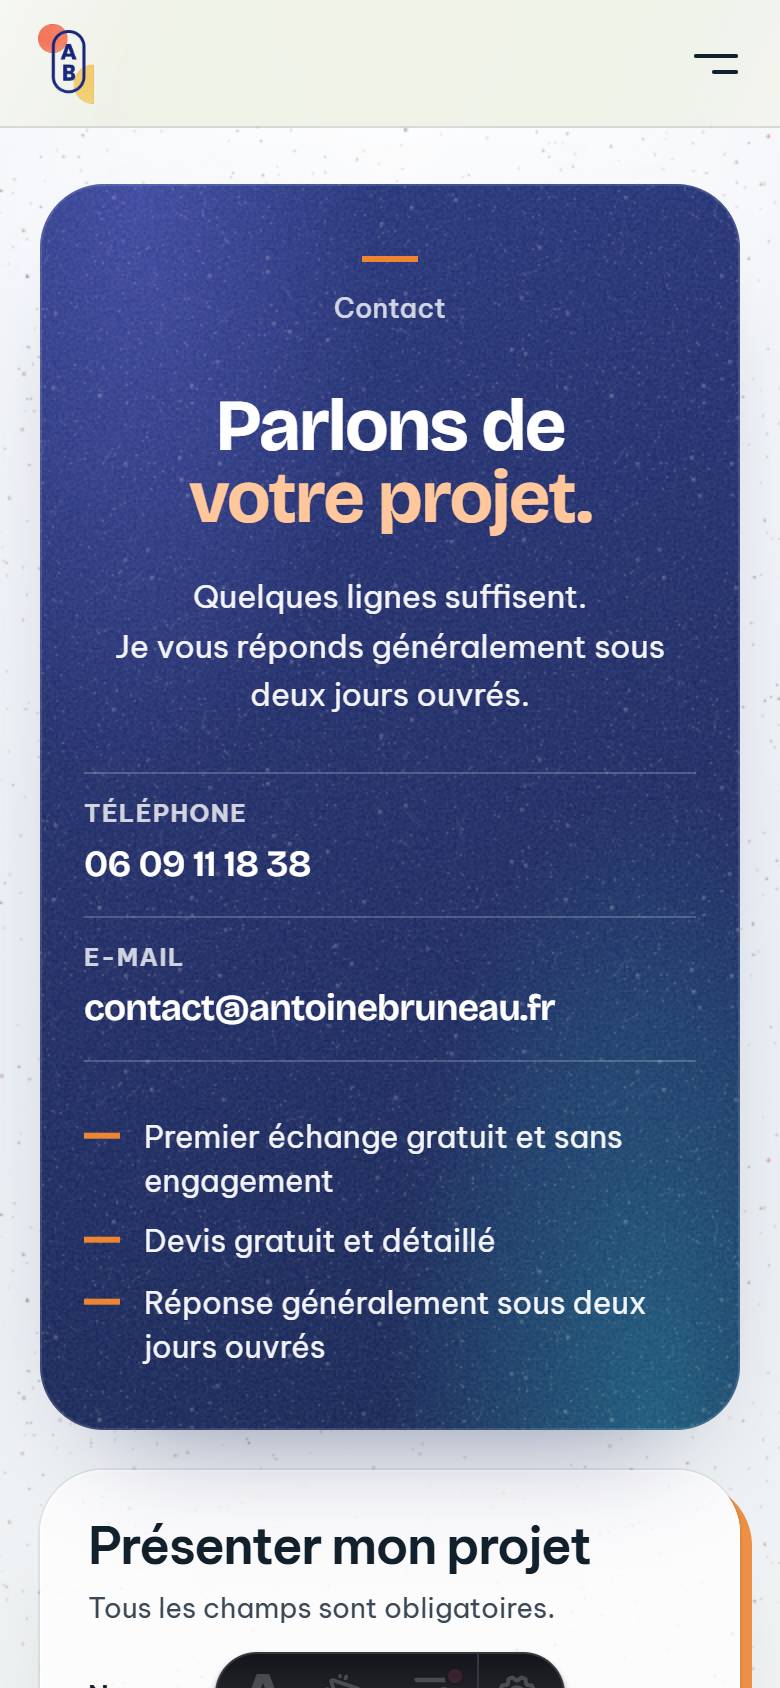 A
B
Contact
Parlons de
votre projet.
Quelques lignes suffisent.
Je vous réponds généralement sous
deux jours ouvrés.
TÉLÉPHONE
06 09 11 18 38
E-MAIL
contact@antoinebruneau.fr
Premier échange gratuit et sans
engagement
Devis gratuit et détaillé
Réponse généralement sous deux
jours ouvrés
Présenter mon projet
Tous les champs sont obligatoires.